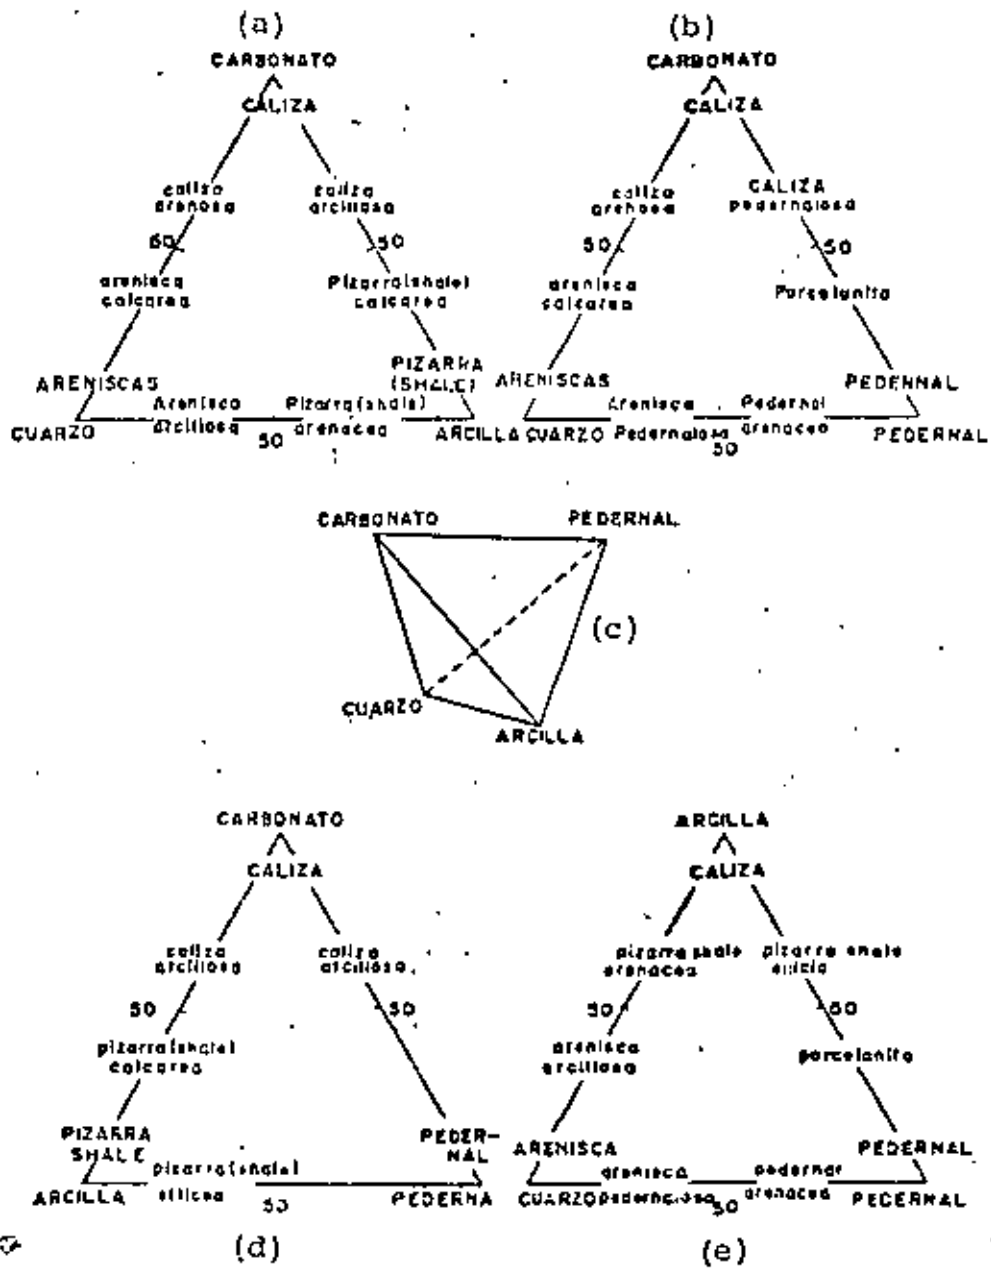 (a)
CARBONATO
CALIZA
caliza
arenosa
caliza
arcillosa
50
50
arenisca
calcarea
Pizarra(shale)
calcarea
ARENISCAS
PIZARRA
(SHALE)
Arenisca
arcillosa
Pizarra(shale)
arenacea
CUARZO
50
ARCILLA
(b)
CARBONATO
CALIZA
caliza
arenosa
CALIZA
pedernalosa
50
50
arenisca
calcarea
Porcelanita
ARENISCAS
PEDENNAL
Arenisca
Pedernalosa
Pedernal
arenacea
CUARZO
50
PEDERNAL
CARBONATO
PEDERNAL
(c)
CUARZO
ARCILLA
CARBONATO
CALIZA
caliza
arcillosa
caliza
arcillosa
50
50
pizarra(shale)
calcarea
PIZARRA
SHALE
PEDER-
NAL
pizarra(shale)
silicea
ARCILLA
50
PEDERNA
(d)
ARCILLA
CALIZA
pizarra shale
arenacea
pizarra shale
50
50
arenisca
arcillosa
porcelanita
ARENISCA
PEDERNAL
arenisca
pedernalosa
pedernal
arenacea
CUARZO
50
PEDERNAL
(e)